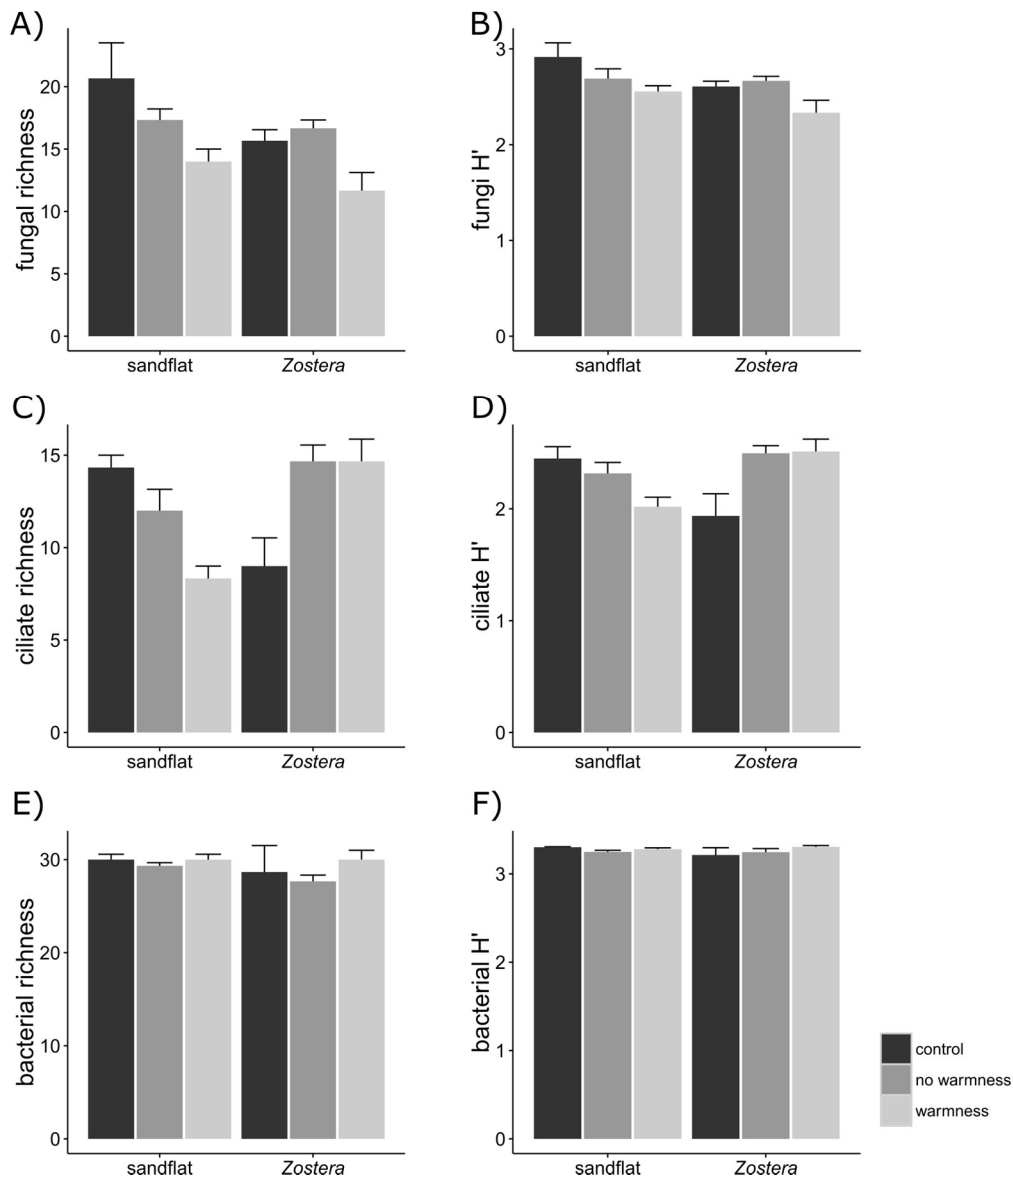 A)
fungal richness
20
15
10
5
0
sandflat Zostera
B)
fungi H'
3
2
1
0
sandflat Zostera
C)
ciliate richness
15
10
5
0
sandflat Zostera
D)
ciliate H'
2
1
0
sandflat Zostera
E)
bacterial richness
30
20
10
0
sandflat Zostera
F)
bacterial H'
3
2
1
0
sandflat Zostera
control
no warmness
warmness